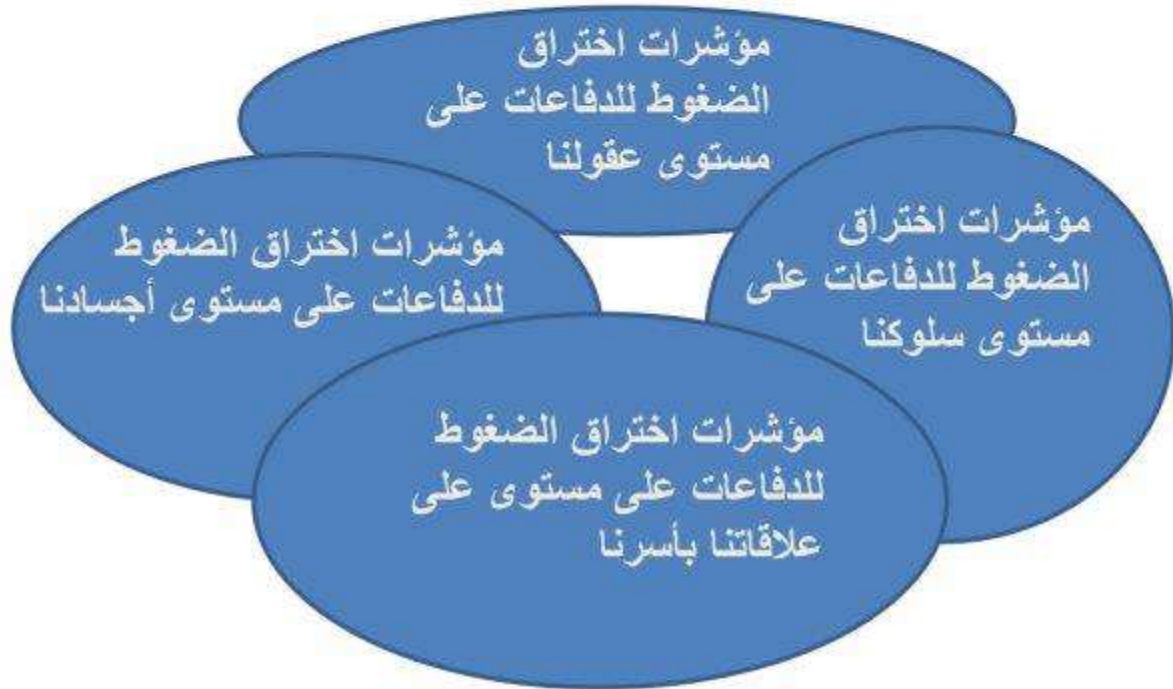 مؤشرات اختراق
الضغوط للدفاعات على
مستوى عقولنا
مؤشرات اختراق
الضغوط للدفاعات على
مستوى سلوكنا
مؤشرات اختراق الضغوط
للدفاعات على مستوى أجسادنا
مؤشرات اختراق الضغوط
للدفاعات على مستوى على
علاقاتنا بأسرنا